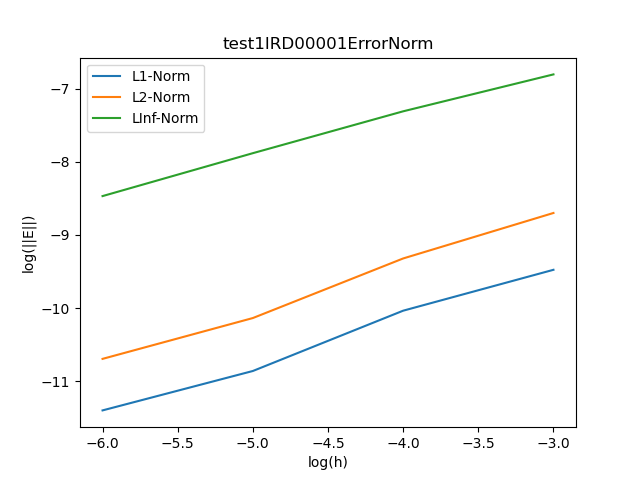 test1IRD00001ErrorNorm
L1-Norm
L2-Norm
LInf-Norm
log(||E||)
−7
−8
−9
−10
−11
−6.0 −5.5 −5.0 −4.5 −4.0 −3.5 −3.0
log(h)